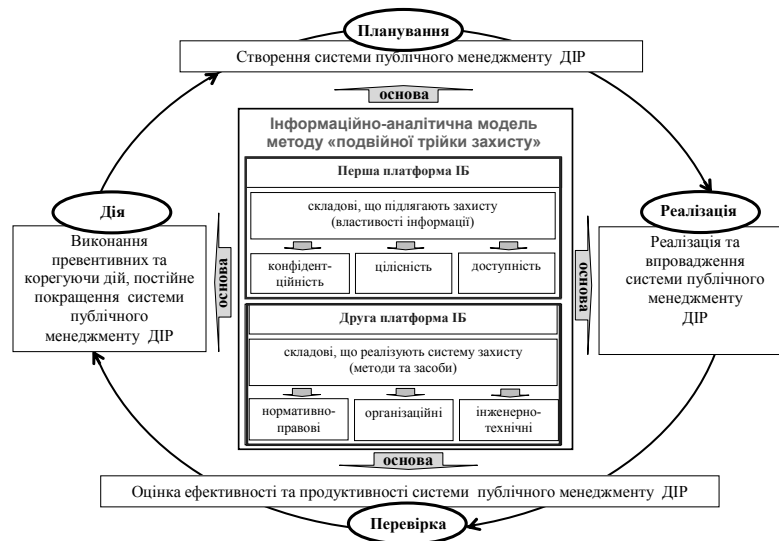 Планування
Створення системи публічного менеджменту ДІР
основа
Інформаційно-аналітична модель
методу «подвійної трійки захисту»
Перша платформа ІБ
складові, що підлягають захисту
(властивості інформації)
конфідент-
ційність
цілісність
доступність
Друга платформа ІБ
складові, що реалізують систему захисту
(методи та засоби)
нормативно-
правові
організаційні
інженерно-
технічні
Дія
Виконання
превентивних та
корегуючи дій, постійне
покращення системи
публічного
менеджменту ДІР
основа
основа
Реалізація
Реалізація та
впровадження
системи публічного
менеджменту
ДІР
основа
Оцінка ефективності та продуктивності системи публічного менеджменту ДІР
Перевірка